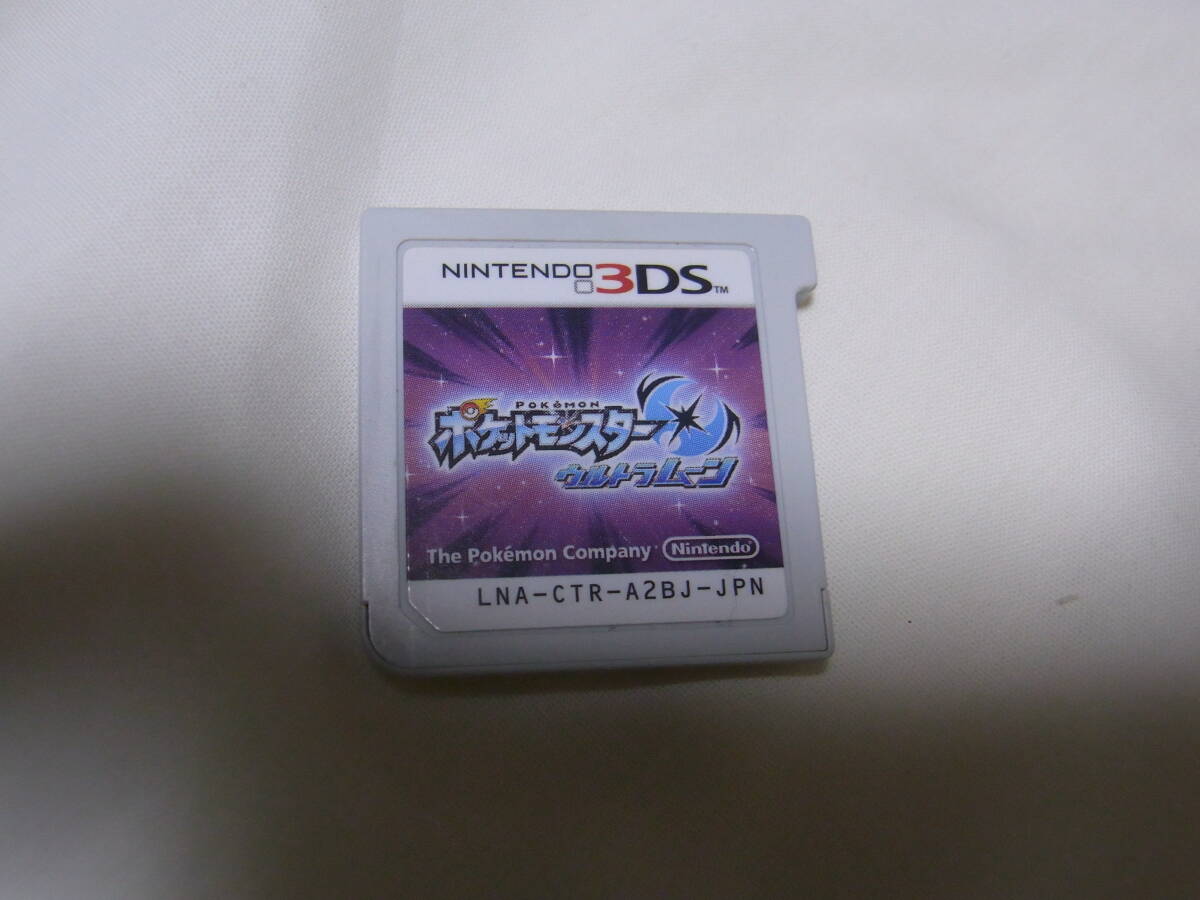 NINTENDO 3DS™
POKéMON
ポケットモンスター
ウルトラムーン
The Pokémon Company Nintendo
LNA-CTR-A2BJ-JPN